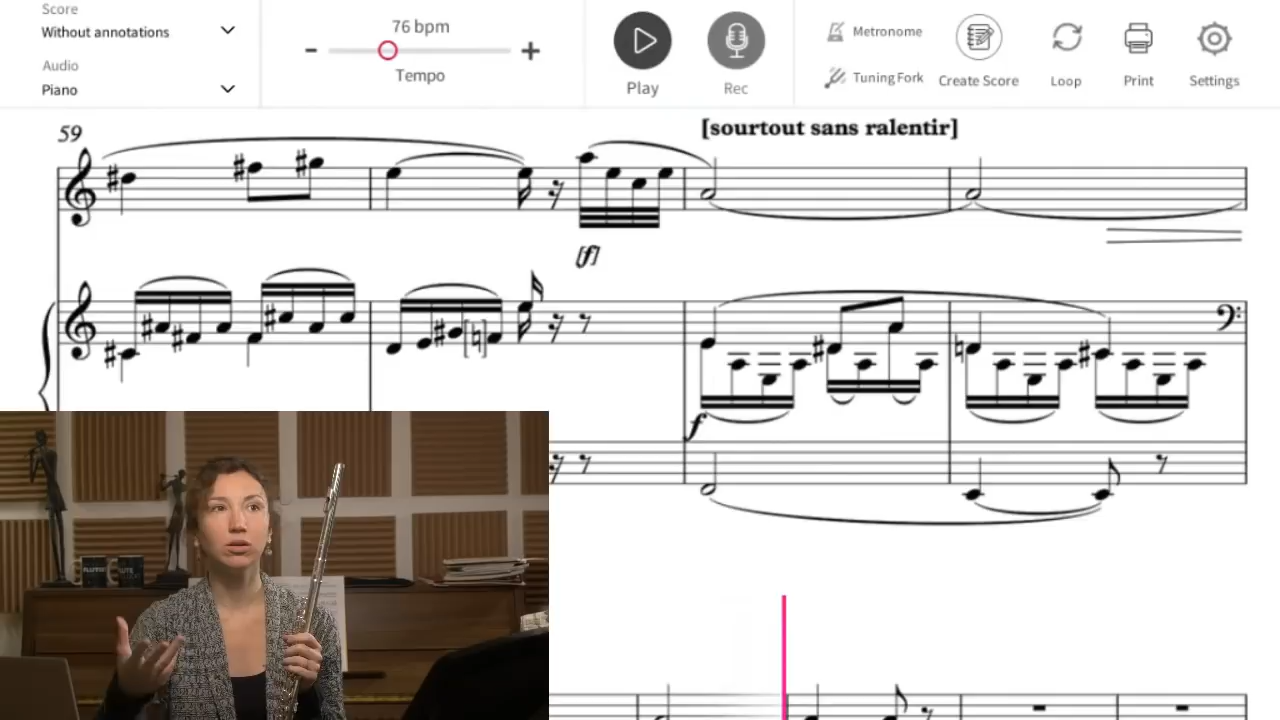 Score
Without annotations
Audio
Piano
76 bpm
Tempo
Play
Rec
Metronome
Tuning Fork
Create Score
Loop
Print
Settings
59
[sourtout sans ralentir]
[f]
f